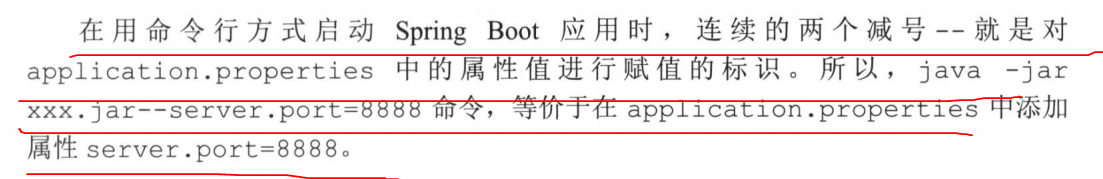 在用命令行方式启动 Spring Boot 应用时，连续的两个减号--就是对
application.properties 中的属性值进行赋值的标识。所以，java -jar
xxx.jar--server.port=8888 命令，等价于在 application.properties 中添加
属性 server.port=8888。